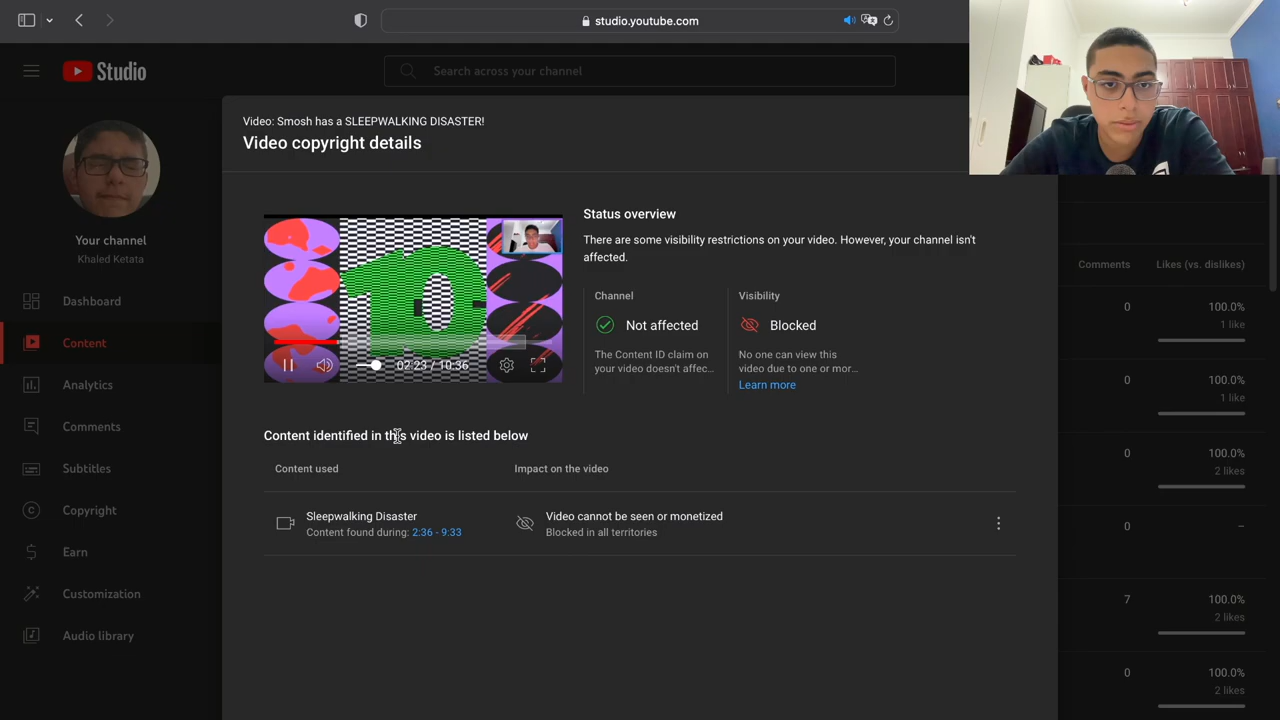 studio.youtube.com
Studio
Search across your channel
Video: Smosh has a SLEEPWALKING DISASTER!
Video copyright details
Your channel
Khaled Ketata
Dashboard
Content
Analytics
Comments
Subtitles
Copyright
Earn
Customization
Audio library
10
02:23 / 10:36
Status overview
There are some visibility restrictions on your video. However, your channel isn't
affected.
Channel
Not affected
The Content ID claim on
your video doesn't affec...
Visibility
Blocked
No one can view this
video due to one or mor...
Learn more
Content identified in this video is listed below
Content used
Impact on the video
Sleepwalking Disaster
Content found during: 2:36 - 9:33
Video cannot be seen or monetized
Blocked in all territories
Comments
Likes (vs. dislikes)
0
100.0%
1 like
0
100.0%
1 like
0
100.0%
2 likes
0
–
7
100.0%
2 likes
0
100.0%
2 likes